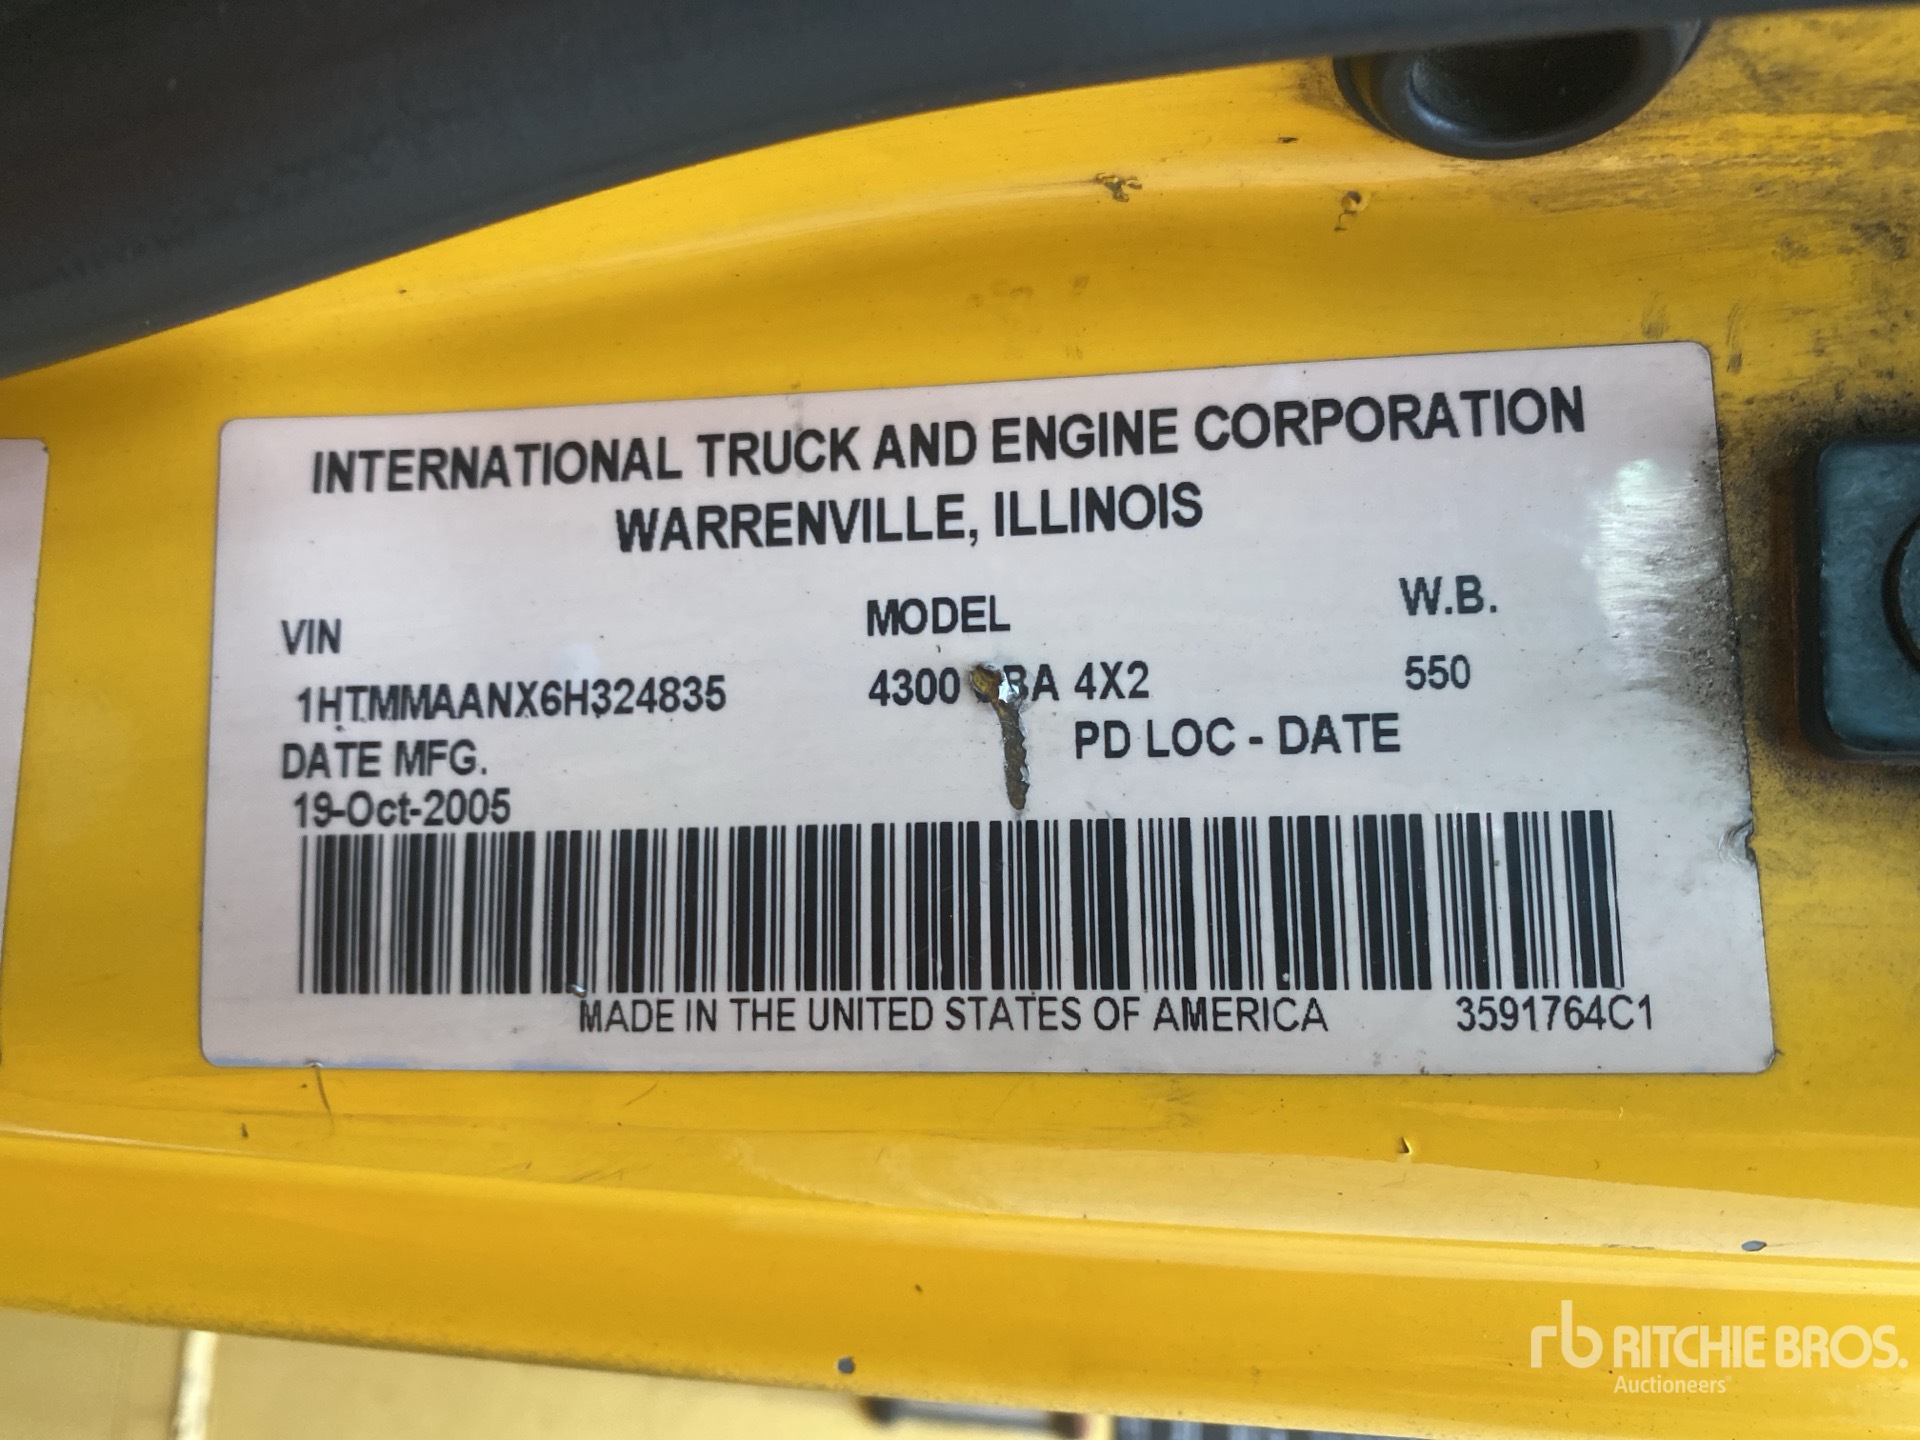 INTERNATIONAL TRUCK AND ENGINE CORPORATION
WARRENVILLE, ILLINOIS
VIN MODEL W.B.
1HTMMAANX6H324835 4300 4X2 550
DATE MFG. PD LOC - DATE
19-Oct-2005
MADE IN THE UNITED STATES OF AMERICA 3591764C1
rb RITCHIE BROS.
Auctioneers